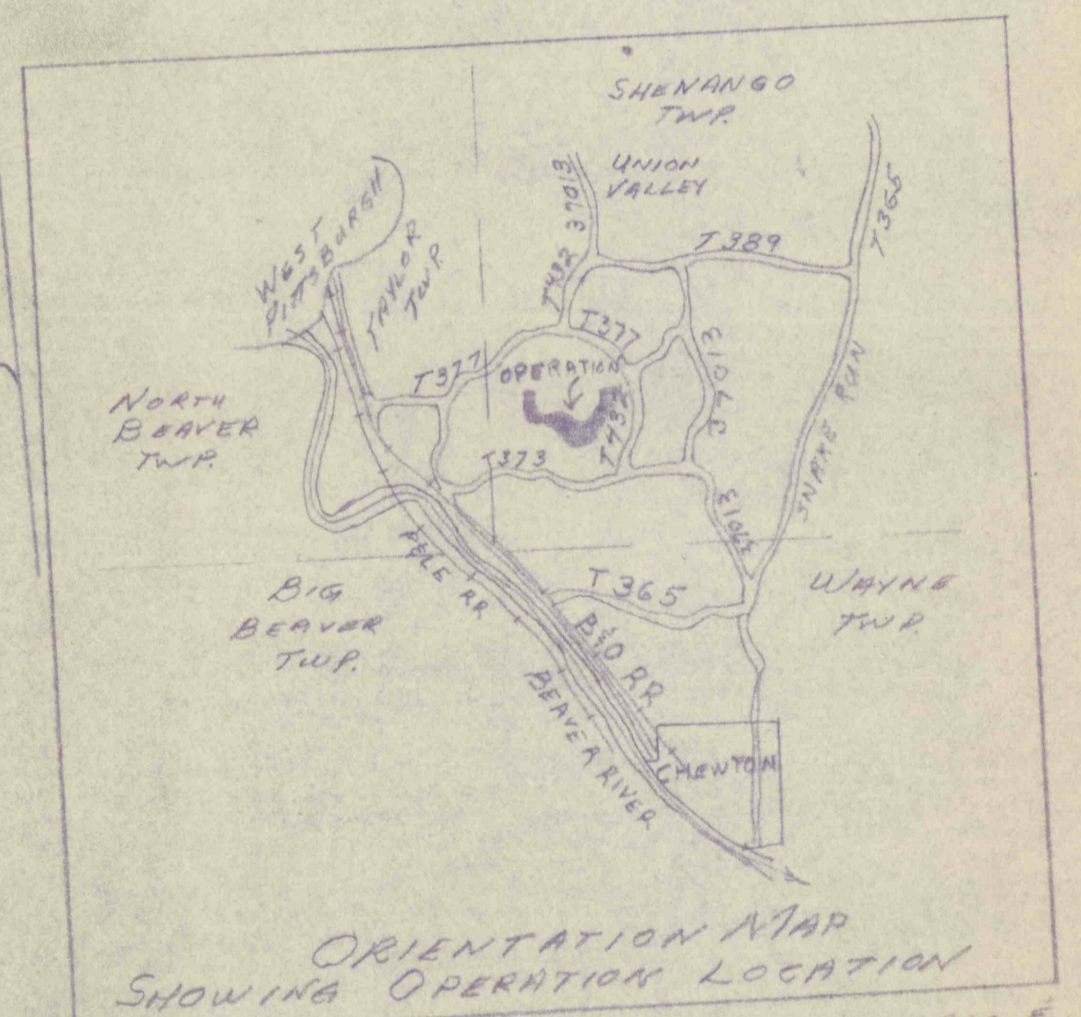 SHENANGO
TWP.
UNION
VALLEY
37013
T432
T389
T365
WEST
PITTSBURGH
TAYLOR
TWP.
T377
T377
OPERATION
T432
37013
NORTH
BEAVER
TWP.
T373
SNAKE RUN
37013
P&LE RR.
BIG
BEAVER
TWP.
T365
WAYNE
TWP.
B&O RR
BEAVER RIVER
CHEWTON
ORIENTATION MAP
SHOWING OPERATION LOCATION